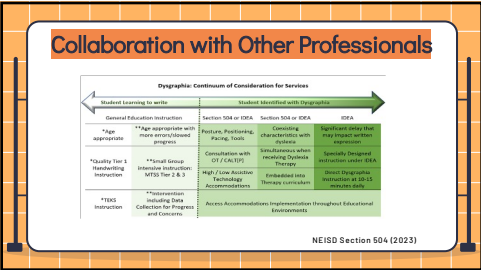 Collaboration with Other Professionals
Dysgraphia: Continuum of Consideration for Services
Student Learning to write
Student Identified with Dysgraphia
General Education Instruction
Section 504 or IDEA
Section 504 or IDEA
IDEA
*Age
appropriate
**Age appropriate with
more errors/slowed
progress
Posture, Positioning,
Pacing, Tools
Coexisting
characteristics with
dyslexia
Significant delay that
may impact written
expression
*Quality Tier 1
Handwriting
Instruction
**Small Group
intensive instruction:
MTSS Tier 2 & 3
Consultation with
OT / CALT[P]
Simultaneous when
receiving Dyslexia
Therapy
Specially Designed
Instruction under IDEA
High / Low Assistive
Technology
Accommodations
Embedded into
Therapy curriculum
Direct Dysgraphia
Instruction at 10-15
minutes daily
*TEKS
Instruction
**Intervention
including Data
Collection for Progress
and Concerns
Access Accommodations Implementation throughout Educational
Environments
NEISD Section 504 (2023)